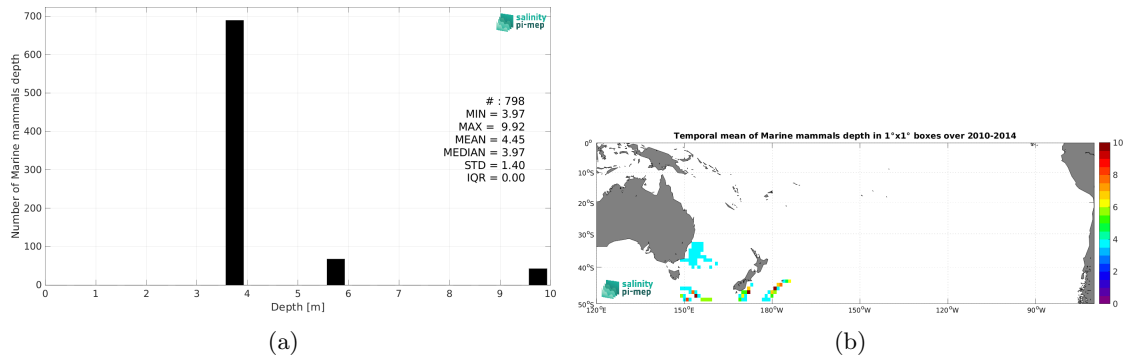 700
600
500
400
300
200
100
0
Number of Marine mammals depth
0 1 2 3 4 5 6 7 8 9 10
Depth [m]
salinity
pi-mep
# : 798
MIN = 3.97
MAX = 9.92
MEAN = 4.45
MEDIAN = 3.97
STD = 1.40
IQR = 0.00
(a)
Temporal mean of Marine mammals depth in 1°x1° boxes over 2010-2014
0°
10°S
20°S
30°S
40°S
50°S
120°E 150°E 180°W 150°W 120°W 90°W
salinity
pi-mep
10
8
6
4
2
0
(b)